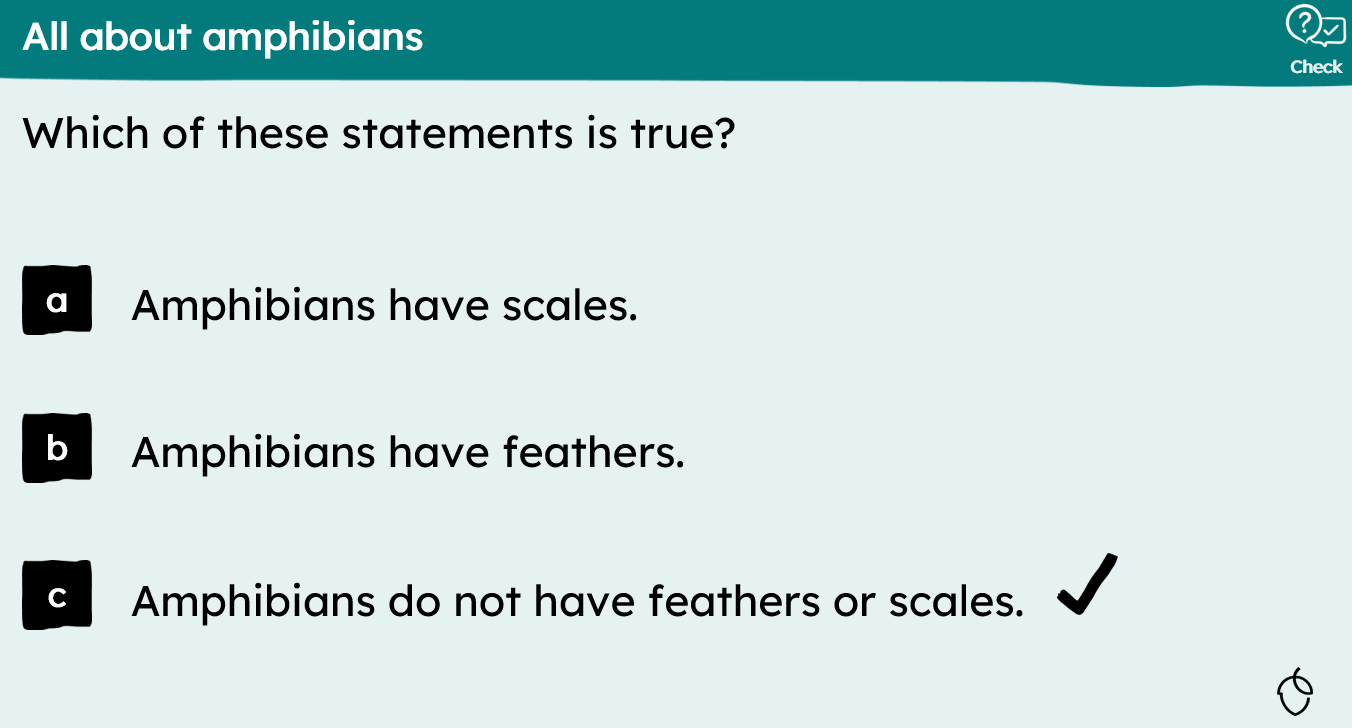 All about amphibians
?
Check
Which of these statements is true?
a
Amphibians have scales.
b
Amphibians have feathers.
c
Amphibians do not have feathers or scales.